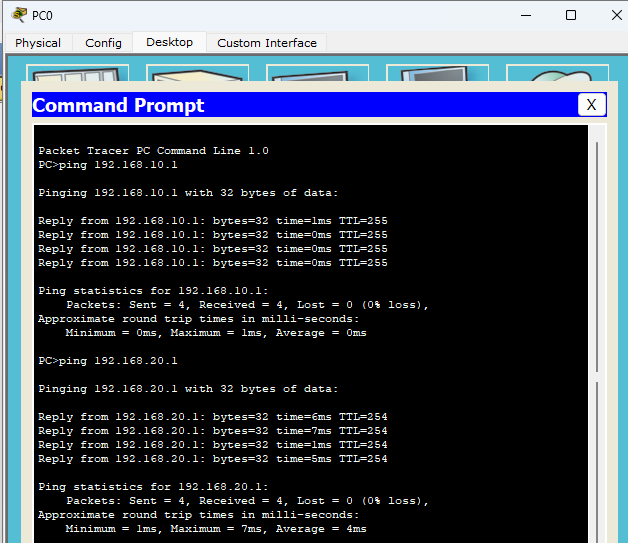 PC0
Physical Config Desktop Custom Interface
Command Prompt X
Packet Tracer PC Command Line 1.0
PC>ping 192.168.10.1
Pinging 192.168.10.1 with 32 bytes of data:
Reply from 192.168.10.1: bytes=32 time=1ms TTL=255
Reply from 192.168.10.1: bytes=32 time=0ms TTL=255
Reply from 192.168.10.1: bytes=32 time=0ms TTL=255
Reply from 192.168.10.1: bytes=32 time=0ms TTL=255
Ping statistics for 192.168.10.1:
    Packets: Sent = 4, Received = 4, Lost = 0 (0% loss),
Approximate round trip times in milli-seconds:
    Minimum = 0ms, Maximum = 1ms, Average = 0ms
PC>ping 192.168.20.1
Pinging 192.168.20.1 with 32 bytes of data:
Reply from 192.168.20.1: bytes=32 time=6ms TTL=254
Reply from 192.168.20.1: bytes=32 time=7ms TTL=254
Reply from 192.168.20.1: bytes=32 time=1ms TTL=254
Reply from 192.168.20.1: bytes=32 time=5ms TTL=254
Ping statistics for 192.168.20.1:
    Packets: Sent = 4, Received = 4, Lost = 0 (0% loss),
Approximate round trip times in milli-seconds:
    Minimum = 1ms, Maximum = 7ms, Average = 4ms